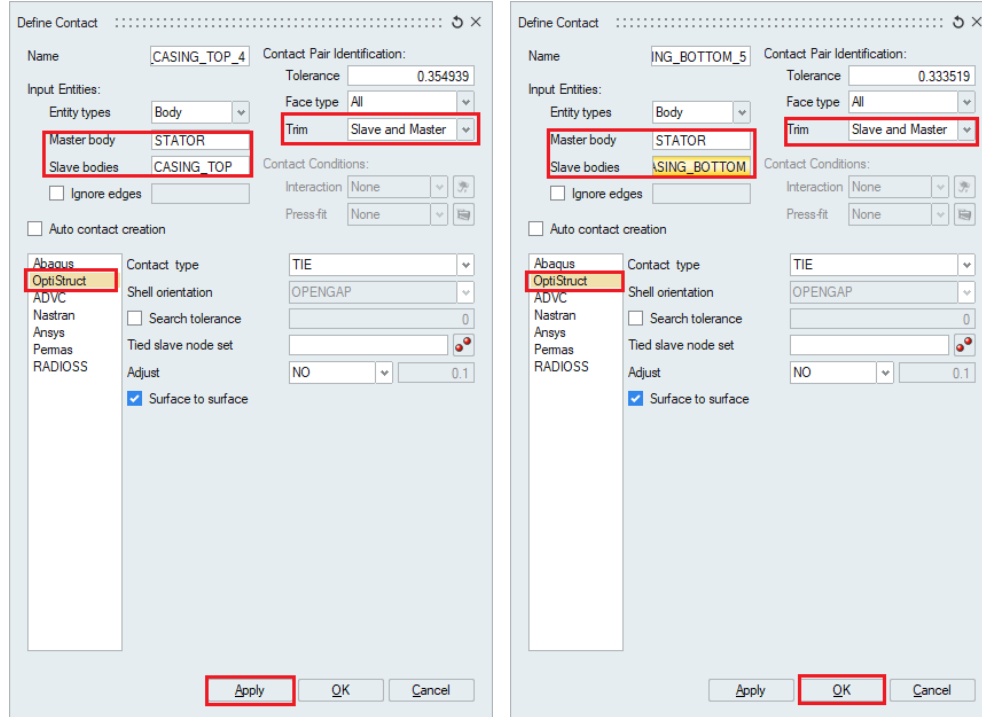 Define Contact
Name CASING_TOP_4
Contact Pair Identification:
Tolerance 0.354939
Input Entities:
Face type All
Entity types Body
Trim Slave and Master
Master body STATOR
Slave bodies CASING_TOP
Contact Conditions:
Ignore edges
Interaction None
Press-fit None
Auto contact creation
Abaqus
OptiStruct
ADVC
Nastran
Ansys
Permas
RADIOSS
Contact type TIE
Shell orientation OPENGAP
Search tolerance 0
Tied slave node set
Adjust NO 0.1
Surface to surface
Apply OK Cancel
Define Contact
Name ING_BOTTOM_5
Contact Pair Identification:
Tolerance 0.333519
Input Entities:
Face type All
Entity types Body
Trim Slave and Master
Master body STATOR
Slave bodies ASING_BOTTOM
Contact Conditions:
Ignore edges
Interaction None
Press-fit None
Auto contact creation
Abaqus
OptiStruct
ADVC
Nastran
Ansys
Permas
RADIOSS
Contact type TIE
Shell orientation OPENGAP
Search tolerance 0
Tied slave node set
Adjust NO 0.1
Surface to surface
Apply OK Cancel